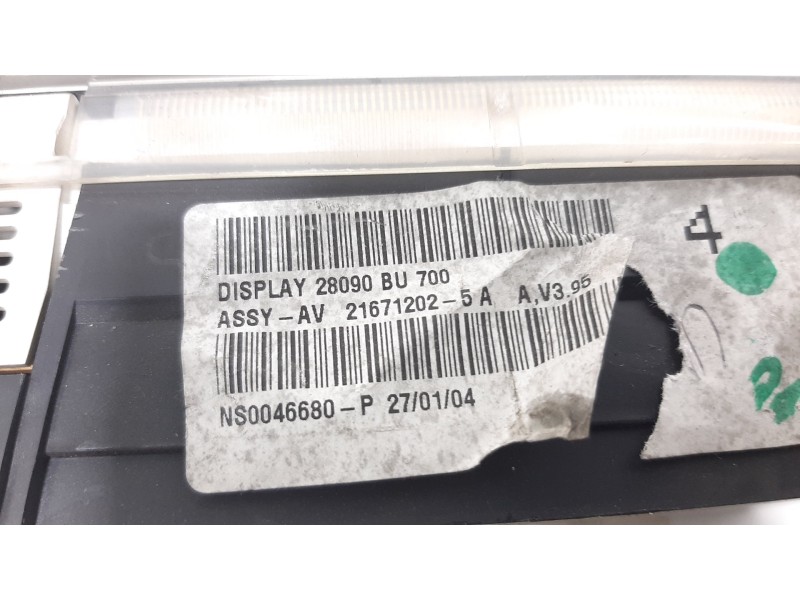 DISPLAY 28090 BU 700
ASSY-AV 21671202-5 A A,V3.95
NS0046680-P 27/01/04
4